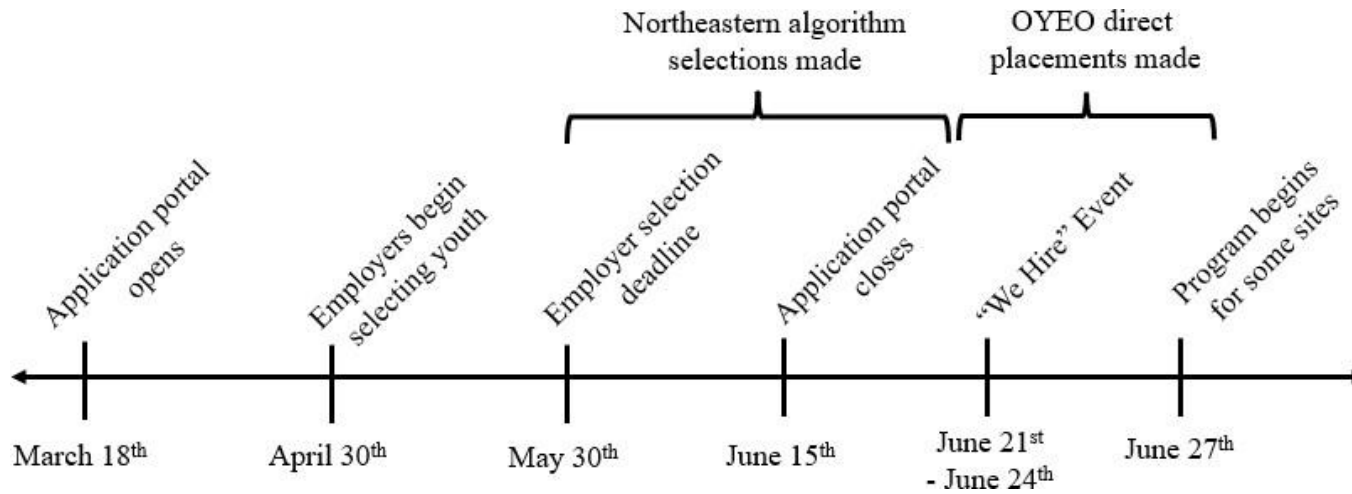 Northeastern algorithm
selections made
OYEO direct
placements made
Application portal
opens
Employers begin
selecting youth
Employer selection
deadline
Application portal
closes
“We Hire” Event
Program begins
for some sites
March 18th
April 30th
May 30th
June 15th
June 21st
- June 24th
June 27th